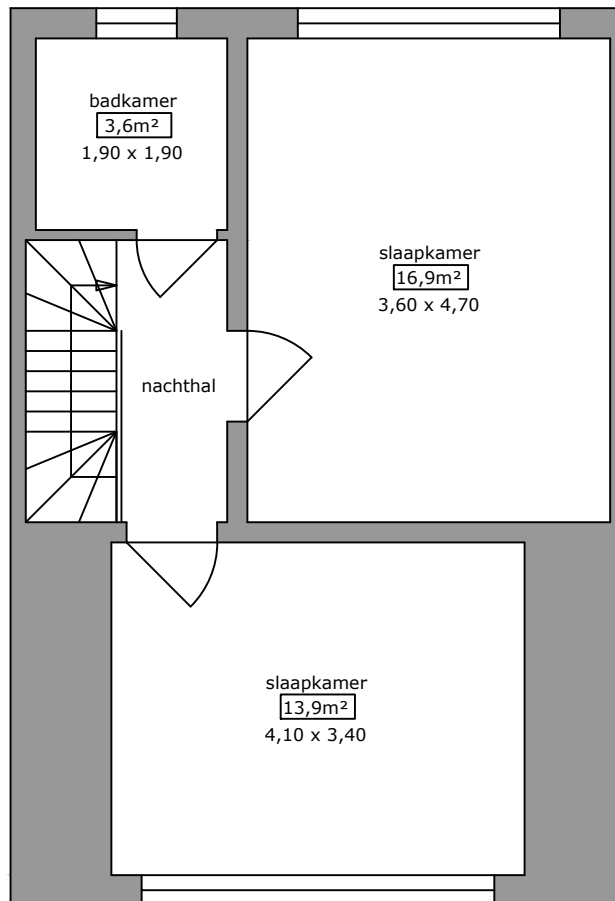 badkamer
3,6m²
1,90 x 1,90
slaapkamer
16,9m²
3,60 x 4,70
nachthal
slaapkamer
13,9m²
4,10 x 3,40